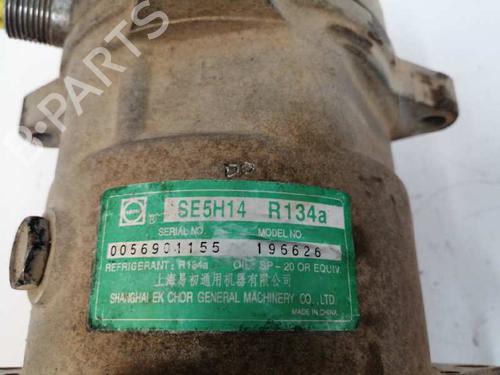 SE5H14 R134a
SERIAL NO. MODEL NO.
0056901155 196626
REFRIGERANT: R134a OIL: SP-20 OR EQUIV.
上海易初通用机器有限公司
SHANGHAI EK CHOR GENERAL MACHINERY CO., LTD.
MADE IN CHINA
B-PARTS